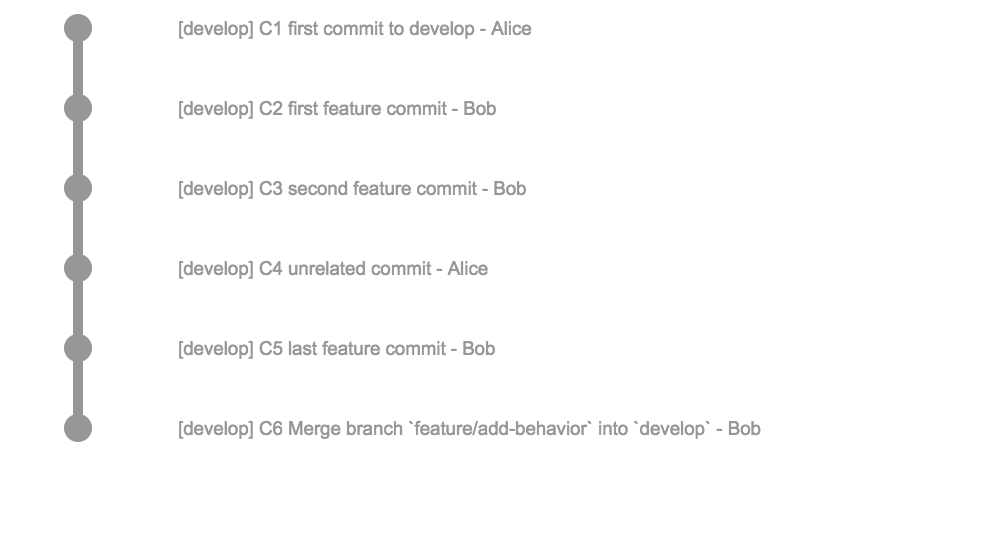 [develop] C1 first commit to develop - Alice
[develop] C2 first feature commit - Bob
[develop] C3 second feature commit - Bob
[develop] C4 unrelated commit - Alice
[develop] C5 last feature commit - Bob
[develop] C6 Merge branch `feature/add-behavior` into `develop` - Bob